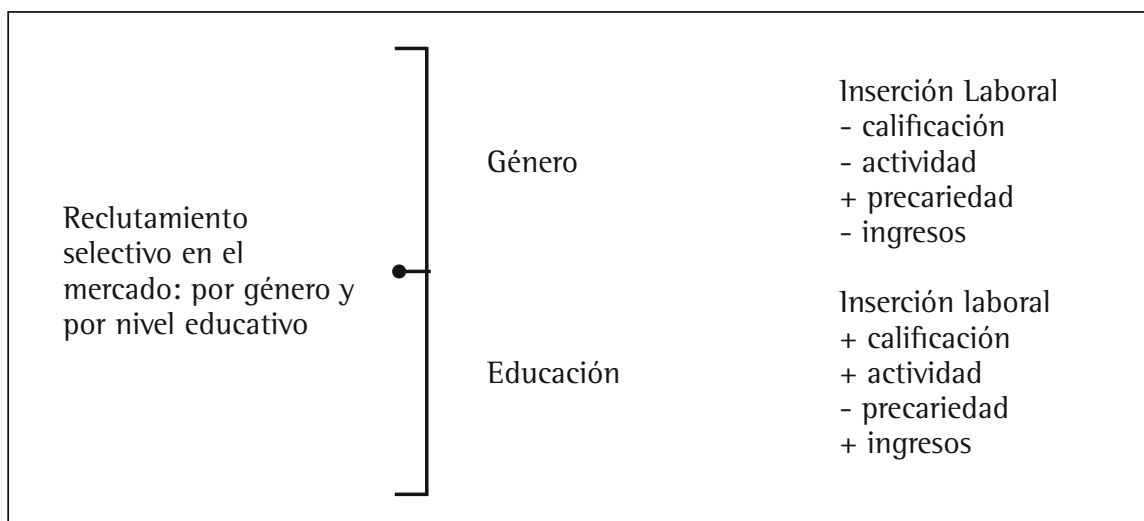 Reclutamiento
selectivo en el
mercado: por género y
por nivel educativo
Género
Inserción Laboral
- calificación
- actividad
+ precariedad
- ingresos
Educación
Inserción laboral
+ calificación
+ actividad
- precariedad
+ ingresos